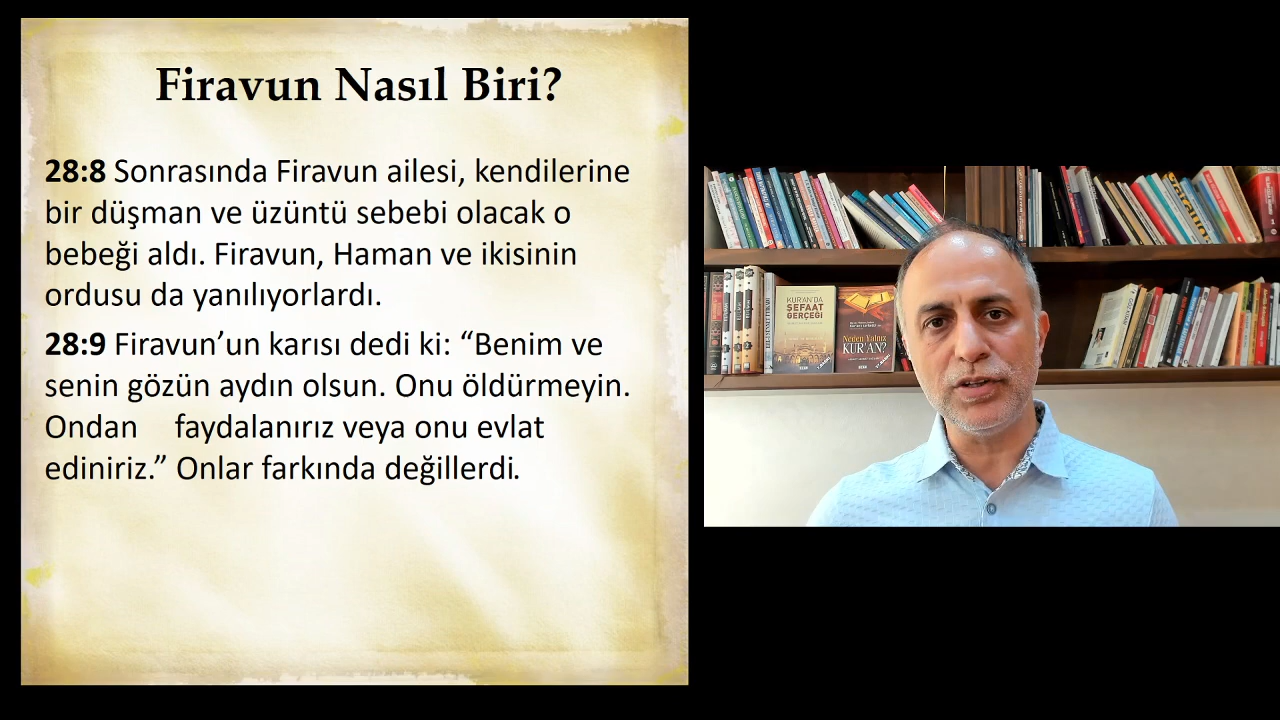 Firavun Nasıl Biri?
28:8 Sonrasında Firavun ailesi, kendilerine
bir düşman ve üzüntü sebebi olacak o
bebeği aldı. Firavun, Haman ve ikisinin
ordusu da yanılıyorlardı.
28:9 Firavun’un karısı dedi ki: “Benim ve
senin gözün aydın olsun. Onu öldürmeyin.
Ondan faydalanırız veya onu evlat
ediniriz.” Onlar farkında değillerdi.
KUR'AN'DA
ŞEFAAT
GERÇEĞİ
Neden Yalnız
KUR'AN?